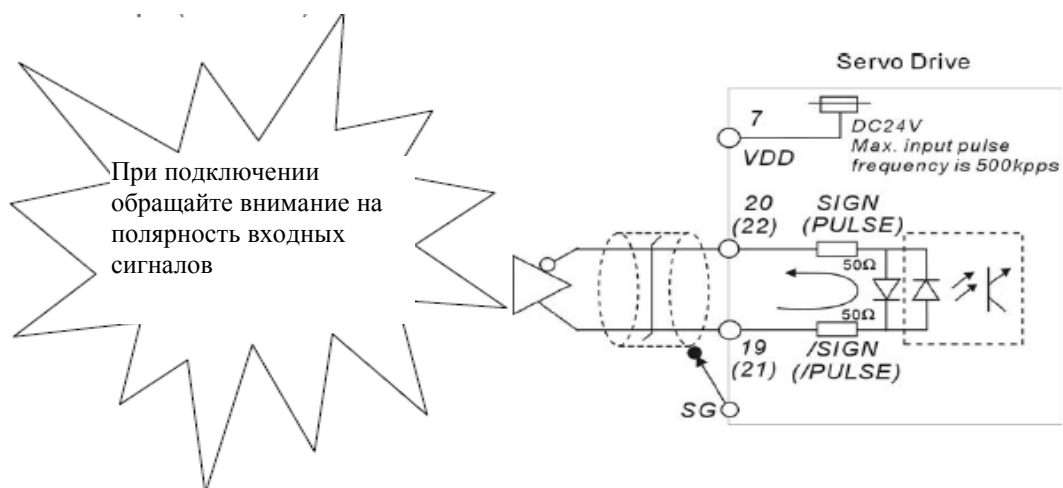 При подключении
обращайте внимание на
полярность входных
сигналов
Servo Drive
7
VDD
DC24V
Max. input pulse
frequency is 500kpps
20
(22)
SIGN
(PULSE)
50Ω
50Ω
19
(21)
/SIGN
(/PULSE)
SG